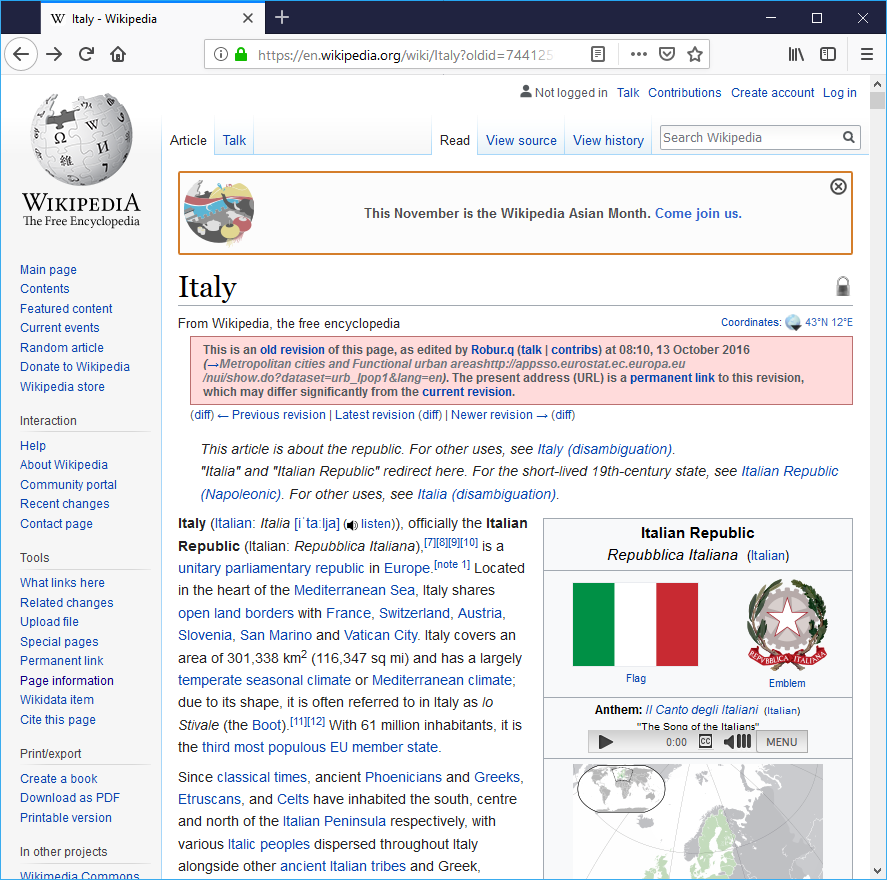 Italy - Wikipedia
https://en.wikipedia.org/wiki/Italy?oldid=744125
Not logged in Talk Contributions Create account Log in
Article Talk Read View source View history Search Wikipedia
Ω W
維 И
WIKIPEDIA
The Free Encyclopedia
This November is the Wikipedia Asian Month. Come join us.
Main page
Contents
Featured content
Current events
Random article
Donate to Wikipedia
Wikipedia store
Interaction
Help
About Wikipedia
Community portal
Recent changes
Contact page
Tools
What links here
Related changes
Upload file
Special pages
Permanent link
Page information
Wikidata item
Cite this page
Print/export
Create a book
Download as PDF
Printable version
In other projects
Wikimedia Commons
Italy
From Wikipedia, the free encyclopedia
Coordinates: 43°N 12°E
This is an old revision of this page, as edited by Robur.q (talk | contribs) at 08:10, 13 October 2016
(→Metropolitan cities and Functional urban areashttp://appsso.eurostat.ec.europa.eu
/nui/show.do?dataset=urb_lpop1&lang=en). The present address (URL) is a permanent link to this revision,
which may differ significantly from the current revision.
(diff) ← Previous revision | Latest revision (diff) | Newer revision → (diff)
This article is about the republic. For other uses, see Italy (disambiguation).
"Italia" and "Italian Republic" redirect here. For the short-lived 19th-century state, see Italian Republic
(Napoleonic). For other uses, see Italia (disambiguation).
Italy (Italian: Italia [iˈtaːlja] (listen)), officially the Italian
Republic (Italian: Repubblica Italiana),[7][8][9][10] is a
unitary parliamentary republic in Europe.[note 1] Located
in the heart of the Mediterranean Sea, Italy shares
open land borders with France, Switzerland, Austria,
Slovenia, San Marino and Vatican City. Italy covers an
area of 301,338 km2 (116,347 sq mi) and has a largely
temperate seasonal climate or Mediterranean climate;
due to its shape, it is often referred to in Italy as lo
Stivale (the Boot).[11][12] With 61 million inhabitants, it is
the third most populous EU member state.
Since classical times, ancient Phoenicians and Greeks,
Etruscans, and Celts have inhabited the south, centre
and north of the Italian Peninsula respectively, with
various Italic peoples dispersed throughout Italy
alongside other ancient Italian tribes and Greek,
Italian Republic
Repubblica Italiana (Italian)
REPVBBLICA ITALIANA
Flag
Emblem
Anthem: Il Canto degli Italiani (Italian)
"The Song of the Italians"
0:00 CC MENU